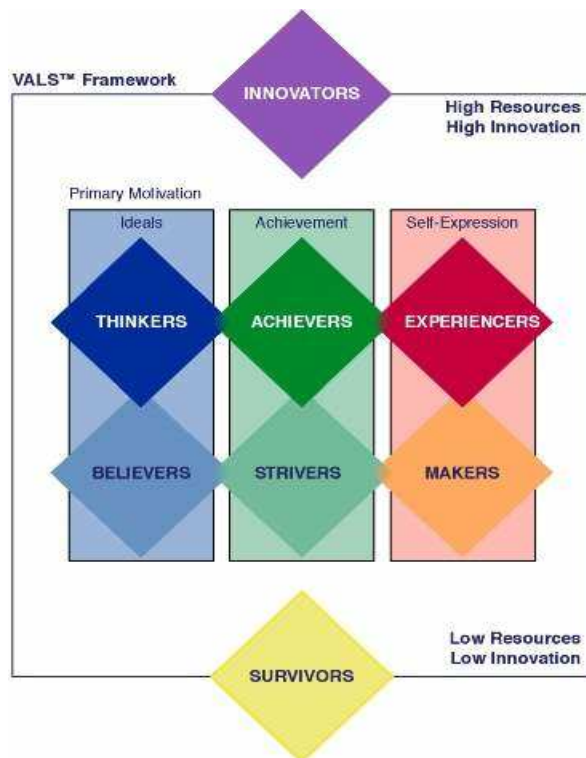 VALS™ Framework
INNOVATORS
High Resources
High Innovation
Primary Motivation
Ideals
Achievement
Self-Expression
THINKERS
ACHIEVERS
EXPERIENCERS
BELIEVERS
STRIVERS
MAKERS
Low Resources
Low Innovation
SURVIVORS